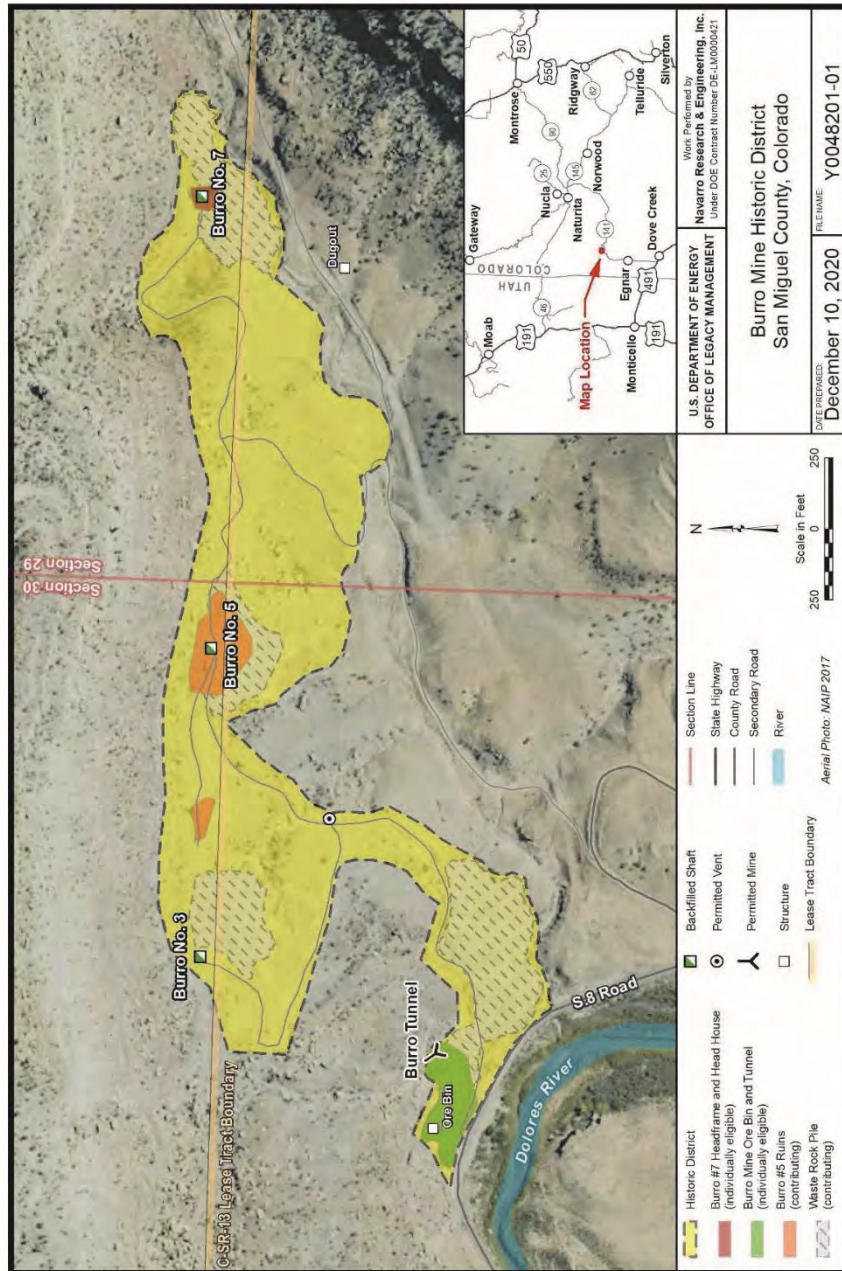 C-SR-13 Lease Tract Boundary
Burro No. 3
Burro No. 5
Section 30
Section 29
Burro No. 7
Dugout
Burro Tunnel
Ore Bin
S.8 Road
Dolores River
Gateway
Moab
191
46
UTAH
COLORADO
90
Montrose
50
550
Nucla
25
Naturita
145
Norwood
Ridgway
62
Telluride
Silverton
141
Map Location
Egnar
Dove Creek
Monticello
491
191
Historic District
Burro #7 Headframe and Head House
(individually eligible)
Burro Mine Ore Bin and Tunnel
(individually eligible)
Burro #5 Ruins
(contributing)
Waste Rock Pile
(contributing)
Backfilled Shaft
Permitted Vent
Permitted Mine
Structure
Lease Tract Boundary
Section Line
State Highway
County Road
Secondary Road
River
Aerial Photo: NAIP 2017
N
Scale in Feet
250 0 250
U.S. DEPARTMENT OF ENERGY
OFFICE OF LEGACY MANAGEMENT
Work Performed by
Navarro Research & Engineering, Inc.
Under DOE Contract Number DE-LM0000421
Burro Mine Historic District
San Miguel County, Colorado
DATE PREPARED:
December 10, 2020
FILE NAME:
Y0048201-01